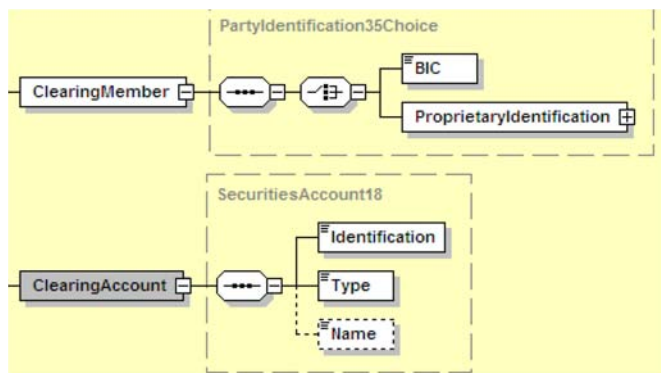 PartyIdentification35Choice
BIC
ClearingMember
ProprietaryIdentification
SecuritiesAccount18
Identification
ClearingAccount
Type
Name